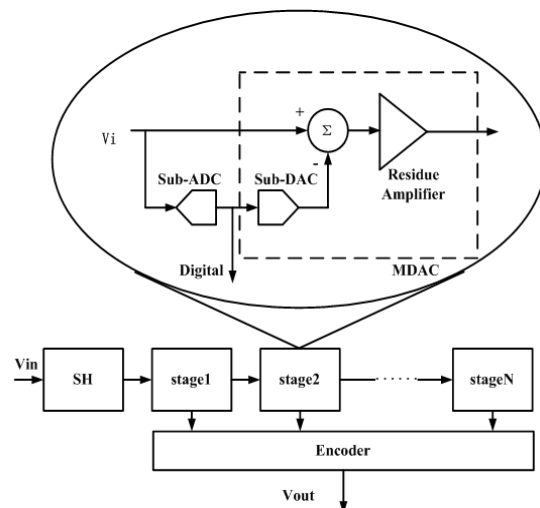 +
Σ
Vi
-
Residue
Amplifier
Sub-ADC
Sub-DAC
Digital
MDAC
Vin
SH
stage1
stage2
......
stageN
Encoder
Vout